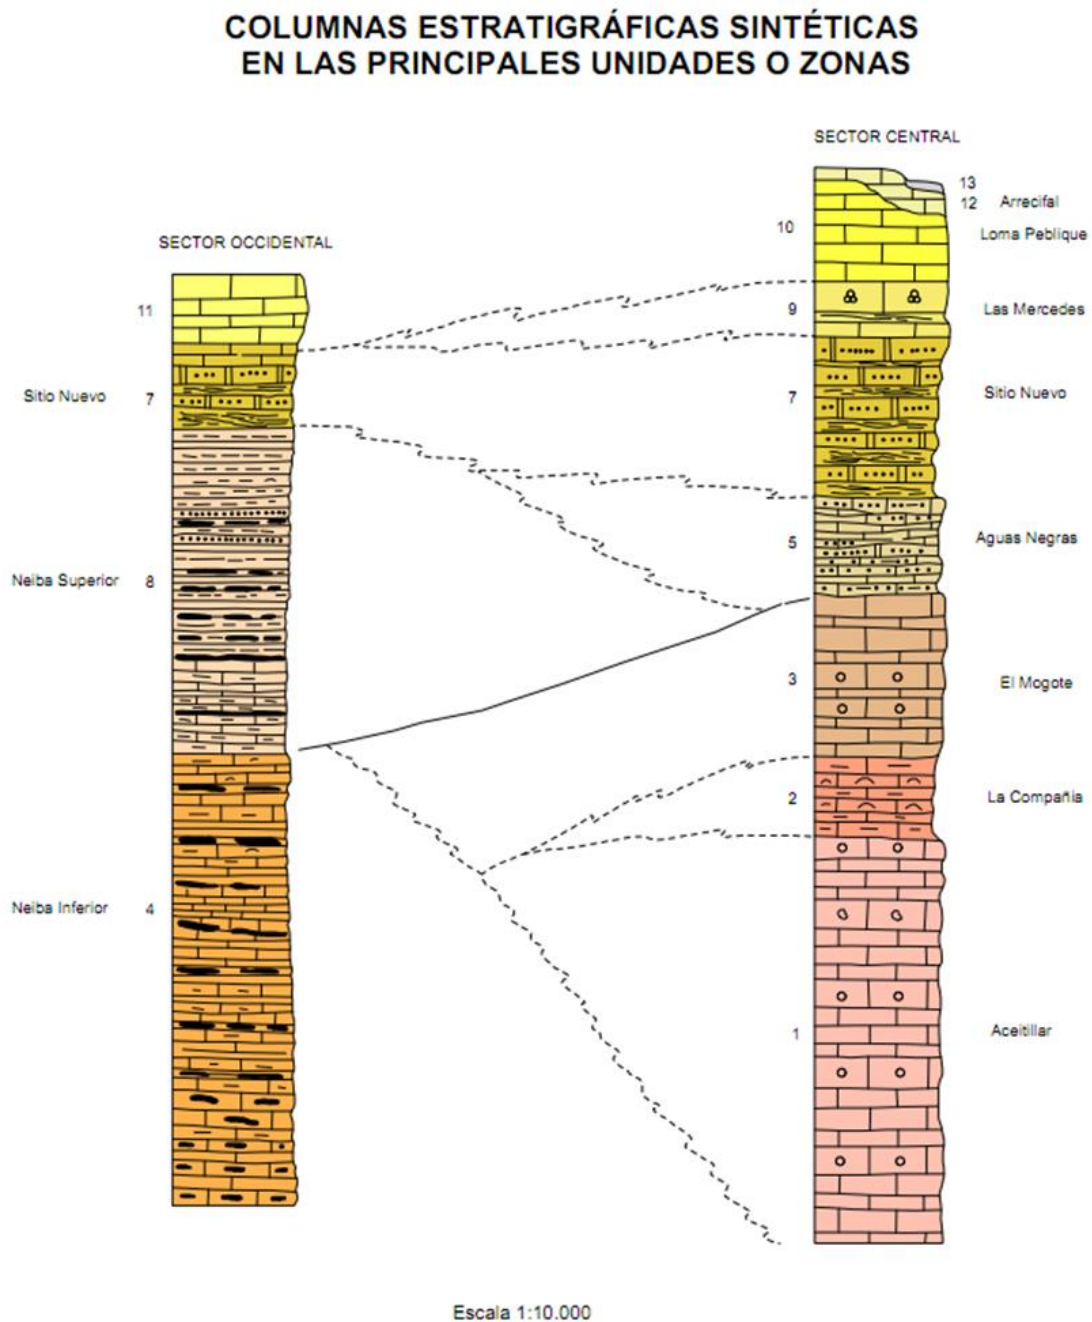 COLUMNAS ESTRATIGRÁFICAS SINTÉTICAS
EN LAS PRINCIPALES UNIDADES O ZONAS
SECTOR OCCIDENTAL
11
Sitio Nuevo 7
Neiba Superior 8
Neiba Inferior 4
SECTOR CENTRAL
13
12 Arrecifal
10 Loma Peblique
9 Las Mercedes
7 Sitio Nuevo
5 Aguas Negras
3 El Mogote
2 La Compañia
1 Aceitillar
Escala 1:10.000